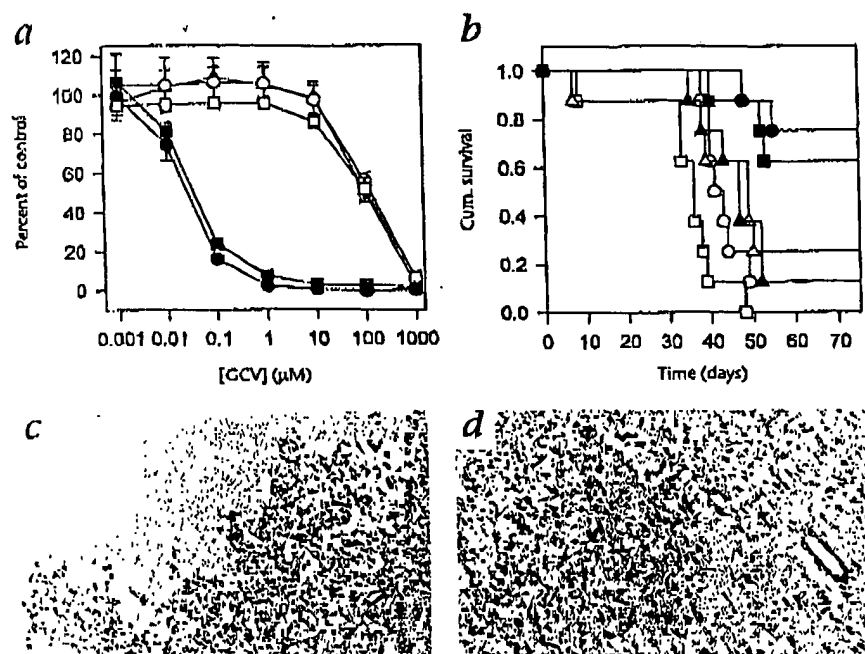 a
Percent of control
120
100
80
60
40
20
0
0.001 0.01 0.1 1 10 100 1000
[GCV] (μM)
b
Cum. survival
1.0
0.8
0.6
0.4
0.2
0.0
0 10 20 30 40 50 60 70
Time (days)
c
d